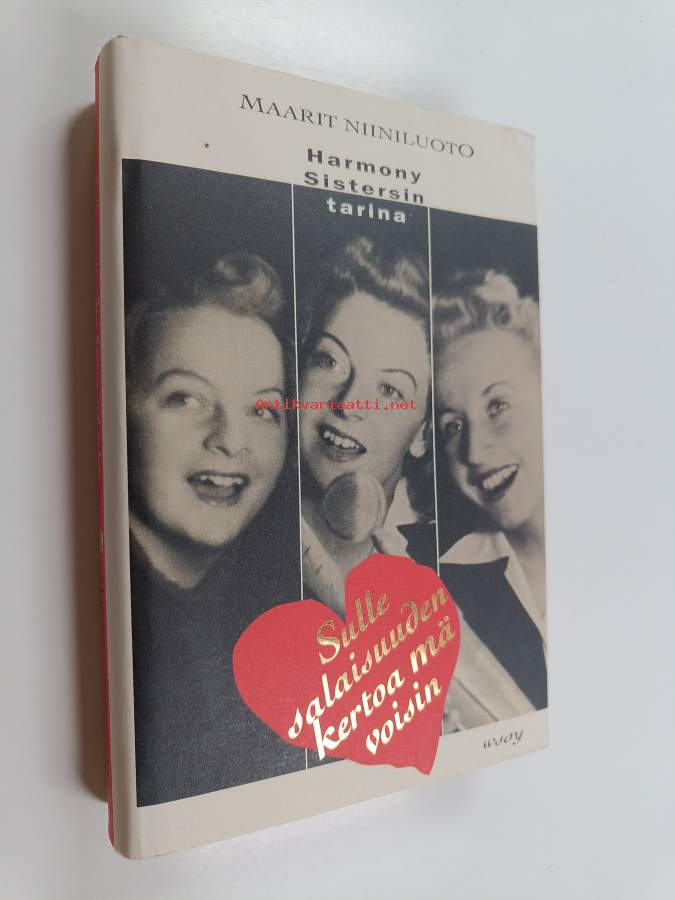 MAARIT NIINILUOTO
Harmony
Sistersin
tarina
Antikvariaatti.net
Sulle
salaisuuden
kertoa mä
voisin
wsoy